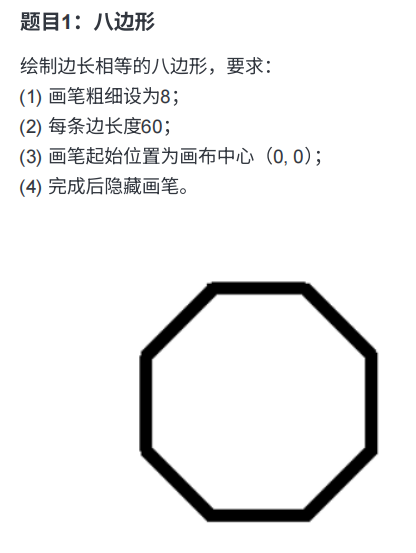 题目1：八边形
绘制边长相等的八边形，要求：
(1) 画笔粗细设为8；
(2) 每条边长度60；
(3) 画笔起始位置为画布中心（0, 0）；
(4) 完成后隐藏画笔。